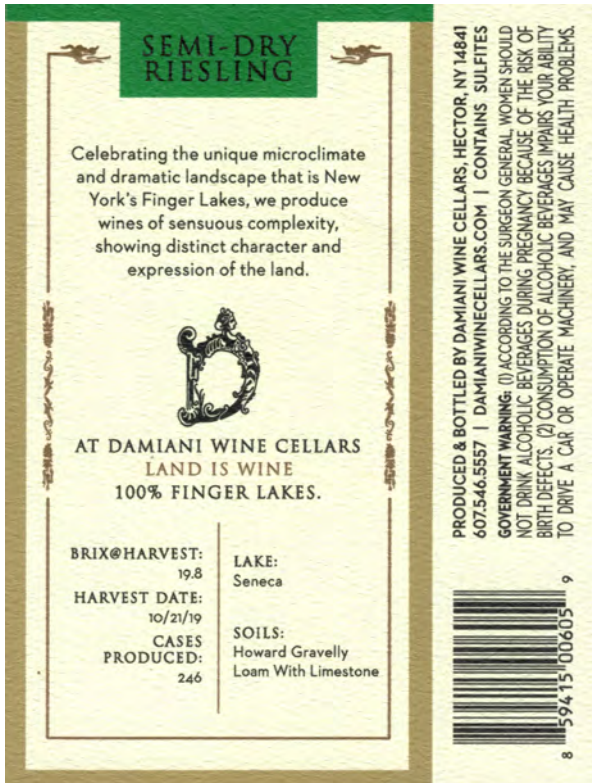 SEMI-DRY
RIESLING
Celebrating the unique microclimate
and dramatic landscape that is New
York's Finger Lakes, we produce
wines of sensuous complexity,
showing distinct character and
expression of the land.
D
AT DAMIANI WINE CELLARS
LAND IS WINE
100% FINGER LAKES.
BRIX@HARVEST:
19.8
HARVEST DATE:
10/21/19
CASES
PRODUCED:
246
LAKE:
Seneca
SOILS:
Howard Gravelly
Loam With Limestone
PRODUCED & BOTTLED BY DAMIANI WINE CELLARS, HECTOR, NY 14841
607.546.5557 | DAMIANIWINECELLARS.COM | CONTAINS SULFITES
GOVERNMENT WARNING: (1) ACCORDING TO THE SURGEON GENERAL, WOMEN SHOULD
NOT DRINK ALCOHOLIC BEVERAGES DURING PREGNANCY BECAUSE OF THE RISK OF
BIRTH DEFECTS. (2) CONSUMPTION OF ALCOHOLIC BEVERAGES IMPAIRS YOUR ABILITY
TO DRIVE A CAR OR OPERATE MACHINERY, AND MAY CAUSE HEALTH PROBLEMS.
8 59415 00605 9